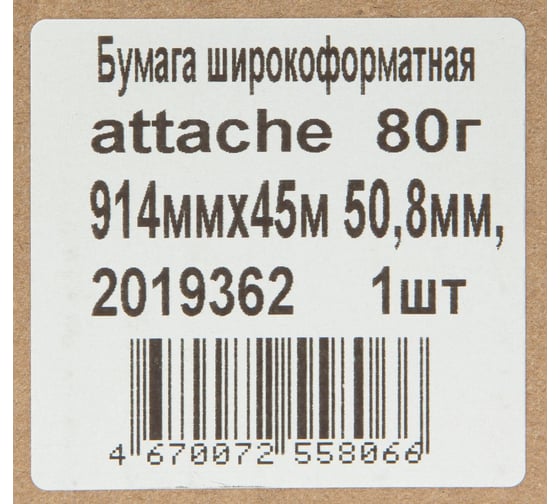 Бумага широкоформатная
attache 80г
914ммх45м 50,8мм,
2019362 1шт
4 670072 558066